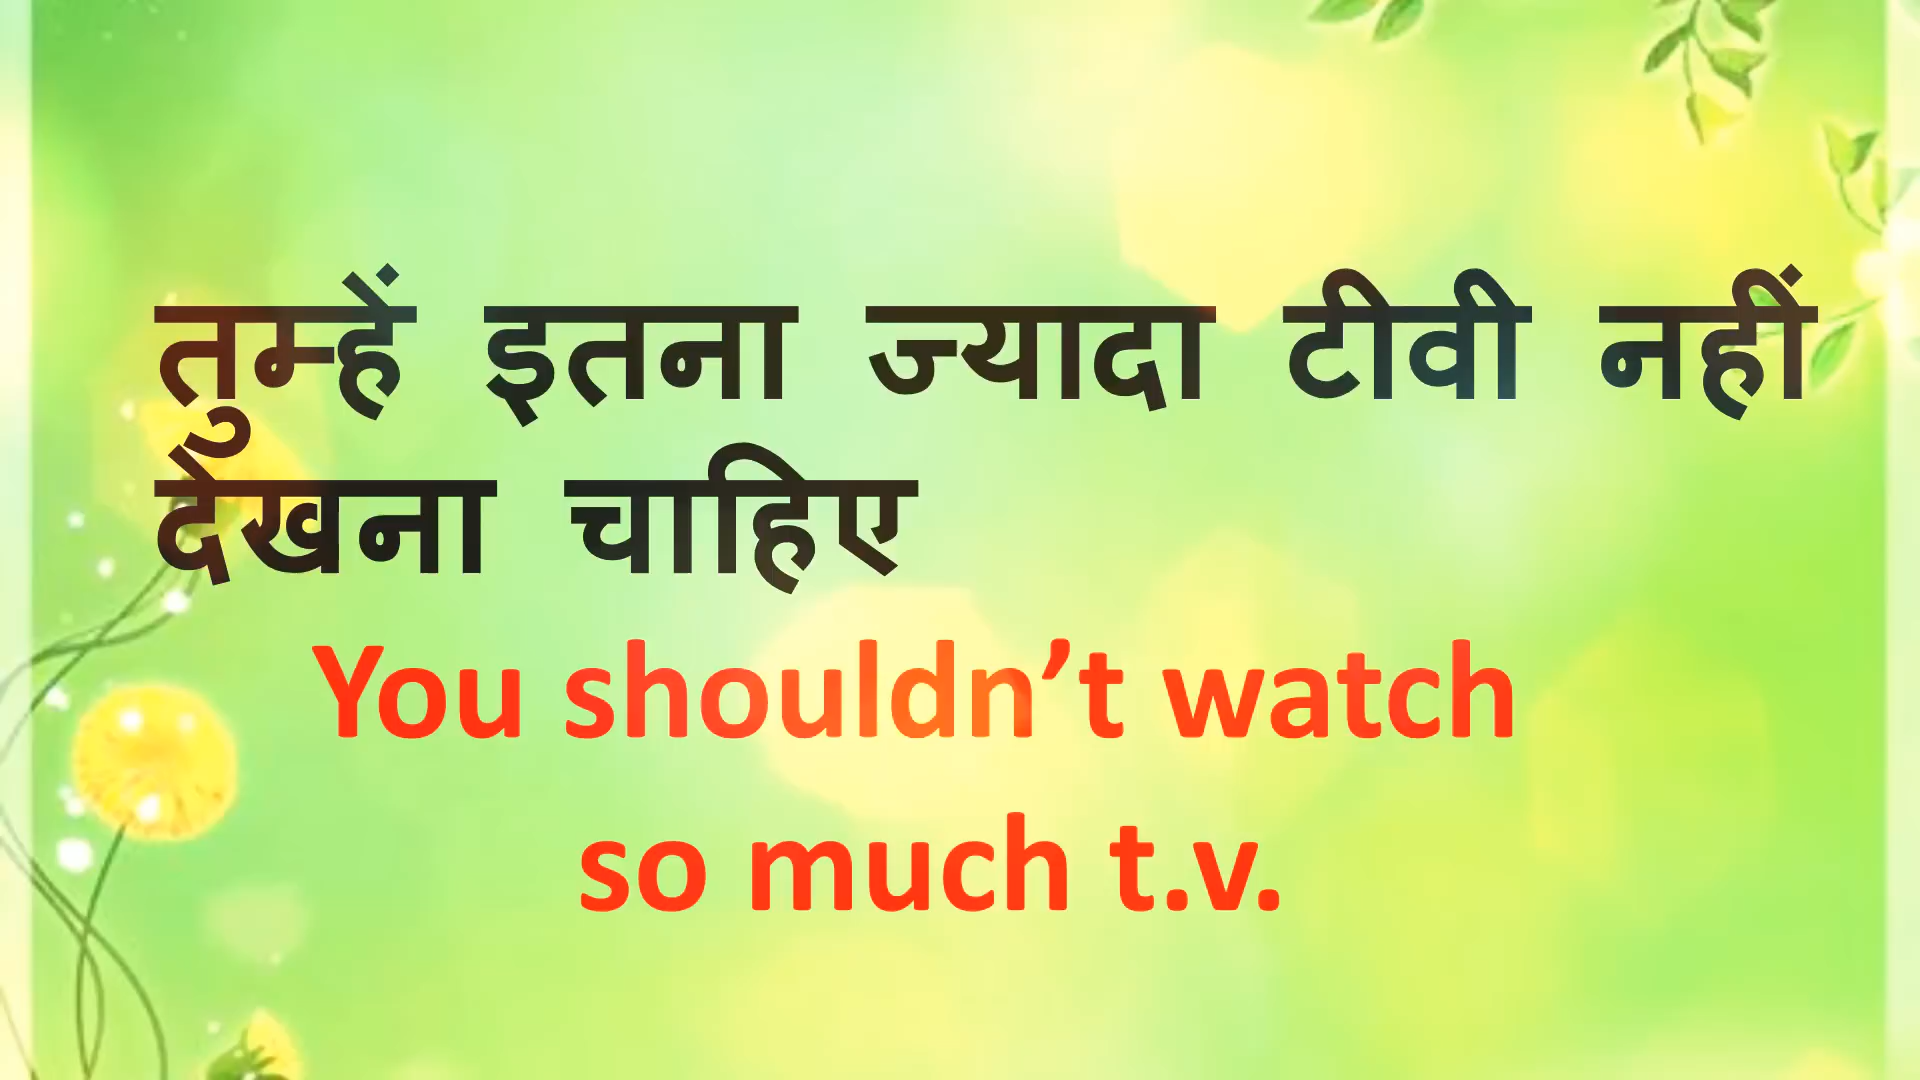 तुम्हें इतना ज्यादा टीवी नहीं
देखना चाहिए
You shouldn’t watch
so much t.v.